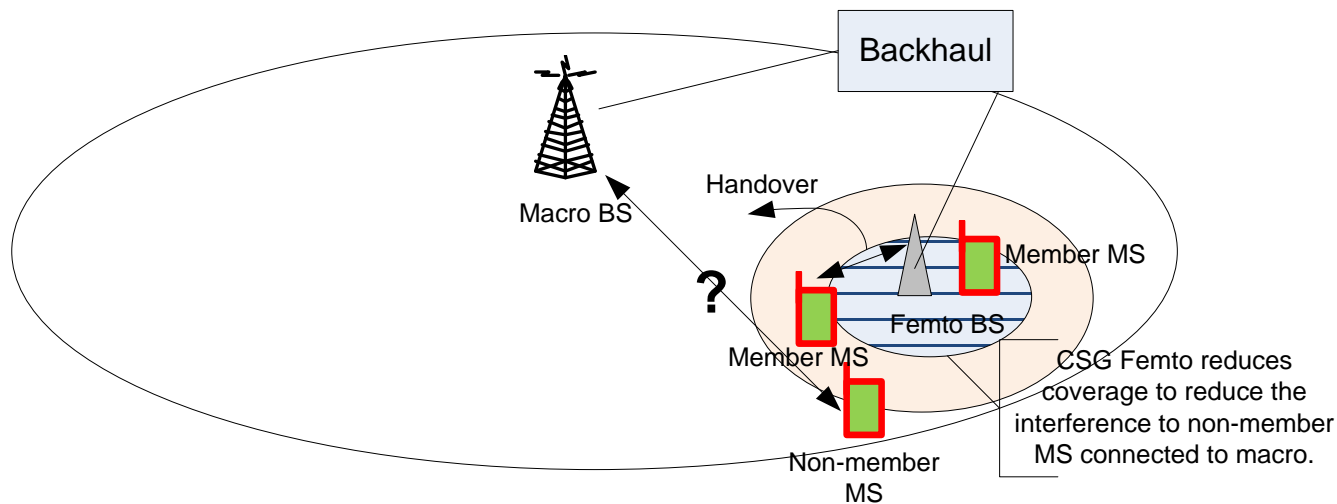 Backhaul
Handover
Macro BS
Member MS
?
Femto BS
Member MS
CSG Femto reduces
coverage to reduce the
interference to non-member
MS connected to macro.
Non-member
MS